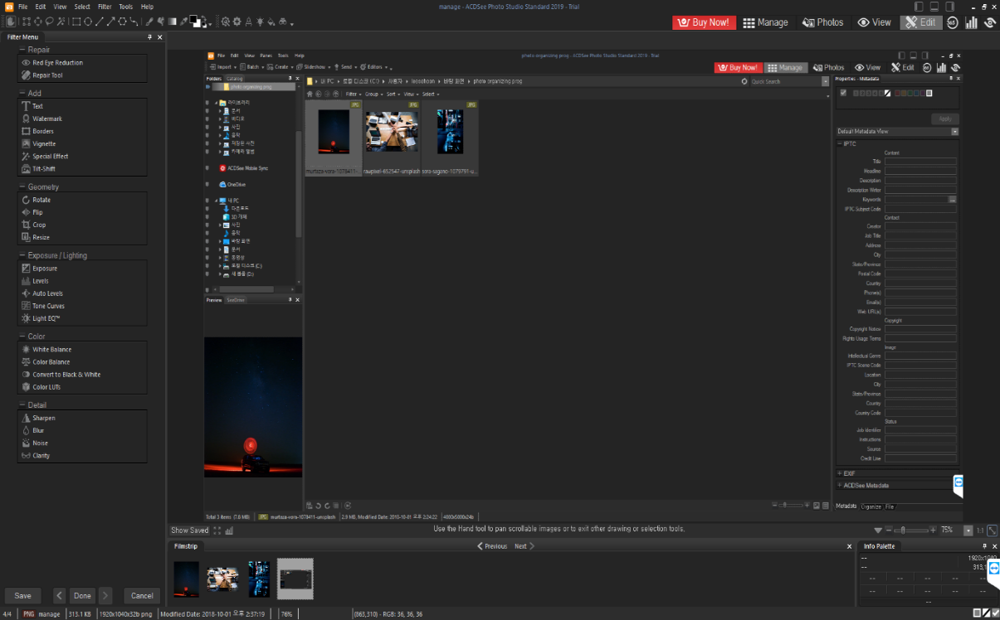 File Edit View Select Filter Tools Help
manage - ACDSee Photo Studio Standard 2019 - Trial
Buy Now! Manage Photos View Edit 365
Filter Menu
Repair
Red Eye Reduction
Repair Tool
Add
Text
Watermark
Borders
Vignette
Special Effect
Tilt-Shift
Geometry
Rotate
Flip
Crop
Resize
Exposure / Lighting
Exposure
Levels
Auto Levels
Tone Curves
Light EQ™
Color
White Balance
Color Balance
Convert to Black & White
Color LUTs
Detail
Sharpen
Blur
Noise
Clarity
Save Done Cancel
File Edit View Panes Tools Help
photo organizing prog - ACDSee Photo Studio Standard 2019 - Trial
Import Batch Create Slideshow Send Editors
Buy Now! Manage Photos View Edit 365
Folders Catalog
photo organizing prog
라이브러리
문서
비디오
사진
음악
저장된 사진
카메라 앨범
ACDSee Mobile Sync
OneDrive
내 PC
다운로드
3D 개체
사진
음악
바탕 화면
문서
동영상
로컬 디스크 (C:)
새 볼륨 (D:)
Preview SeeDrive
내 PC 로컬 디스크 (C:) 사용자 leesohoon 바탕 화면 photo organizing prog
Quick Search
Filter Group Sort View Select
JPG JPG JPG
murtaza-vora-1078411-... rawpixel-652547-unsplash sora-sagano-1079791-u...
Total 3 items (7.8 MB) JPG murtaza-vora-1078411-unsplash 2.9 MB, Modified Date: 2018-10-01 오후 2:24:22 4000x5000x24b
Properties - Metadata
Apply
Default Metadata View
IPTC
Content
Title
Headline
Description
Description Writer
Keywords
IPTC Subject Code
Contact
Creator
Job Title
Address
City
State/Province
Postal Code
Country
Phone(s)
Email(s)
Web URL(s)
Copyright
Copyright Notice
Rights Usage Terms
Image
Intellectual Genre
IPTC Scene Code
Location
City
State/Province
Country
Country Code
Status
Job Identifier
Instructions
Source
Credit Line
EXIF
ACDSee Metadata
Metadata Organize File
Show Saved
Use the Hand tool to pan scrollable images or to exit other drawing or selection tools.
75% 1:1
Filmstrip
Previous Next
Info Palette
-- 1920x1040
-- 313,1
-- -- -- -- --
-- -- -- -- --
--
4/4 PNG manage 313.1 KB 1920x1040x32b png Modified Date: 2018-10-01 오후 2:37:19 76% (863,310) - RGB: 36, 36, 36